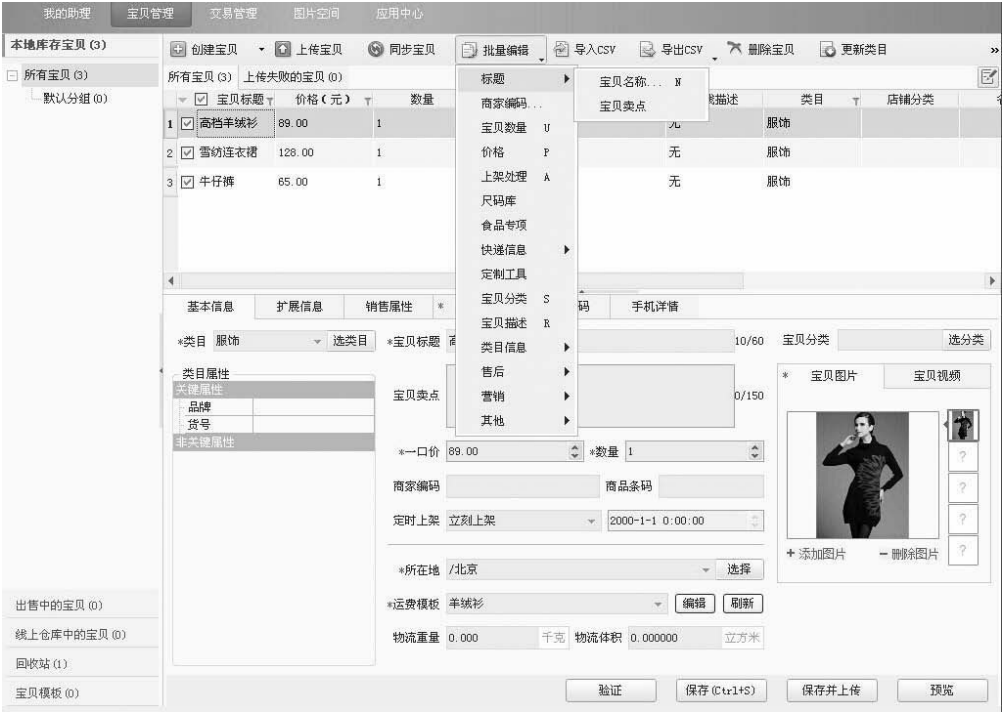 我的助理 宝贝管理 交易管理 图片空间 应用中心
本地库存宝贝(3) 创建宝贝 上传宝贝 同步宝贝 批量编辑 导入CSV 导出CSV 删除宝贝 更新类目 »
所有宝贝(3) 所有宝贝(3) 上传失败的宝贝(0) 标题 宝贝名称... N
默认分组(0) 宝贝标题 价格(元) 数量 商家编码... 宝贝卖点 描述 类目 店铺分类
1 高档羊绒衫 89.00 1 宝贝数量 U 无 服饰
2 雪纺连衣裙 128.00 1 价格 P 无 服饰
3 牛仔裤 65.00 1 上架处理 A 无 服饰
尺码库
食品专项
快递信息
定制工具
基本信息 扩展信息 销售属性 * 宝贝分类 S 码 手机详情
宝贝描述 R
*类目 服饰 选类目 *宝贝标题 高 类目信息 10/60 宝贝分类 选分类
类目属性 售后 * 宝贝图片 宝贝视频
关键属性
品牌 宝贝卖点 营销 0/150
货号 其他
非关键属性
*一口价 89.00 *数量 1
商家编码 商品条码
定时上架 立刻上架 2000-1-1 0:00:00
+ 添加图片 - 删除图片
*所在地 /北京 选择
出售中的宝贝(0) *运费模板 羊绒衫 编辑 刷新
线上仓库中的宝贝(0) 物流重量 0.000 千克 物流体积 0.000000 立方米
回收站(1)
宝贝模板(0) 验证 保存(Ctrl+S) 保存并上传 预览